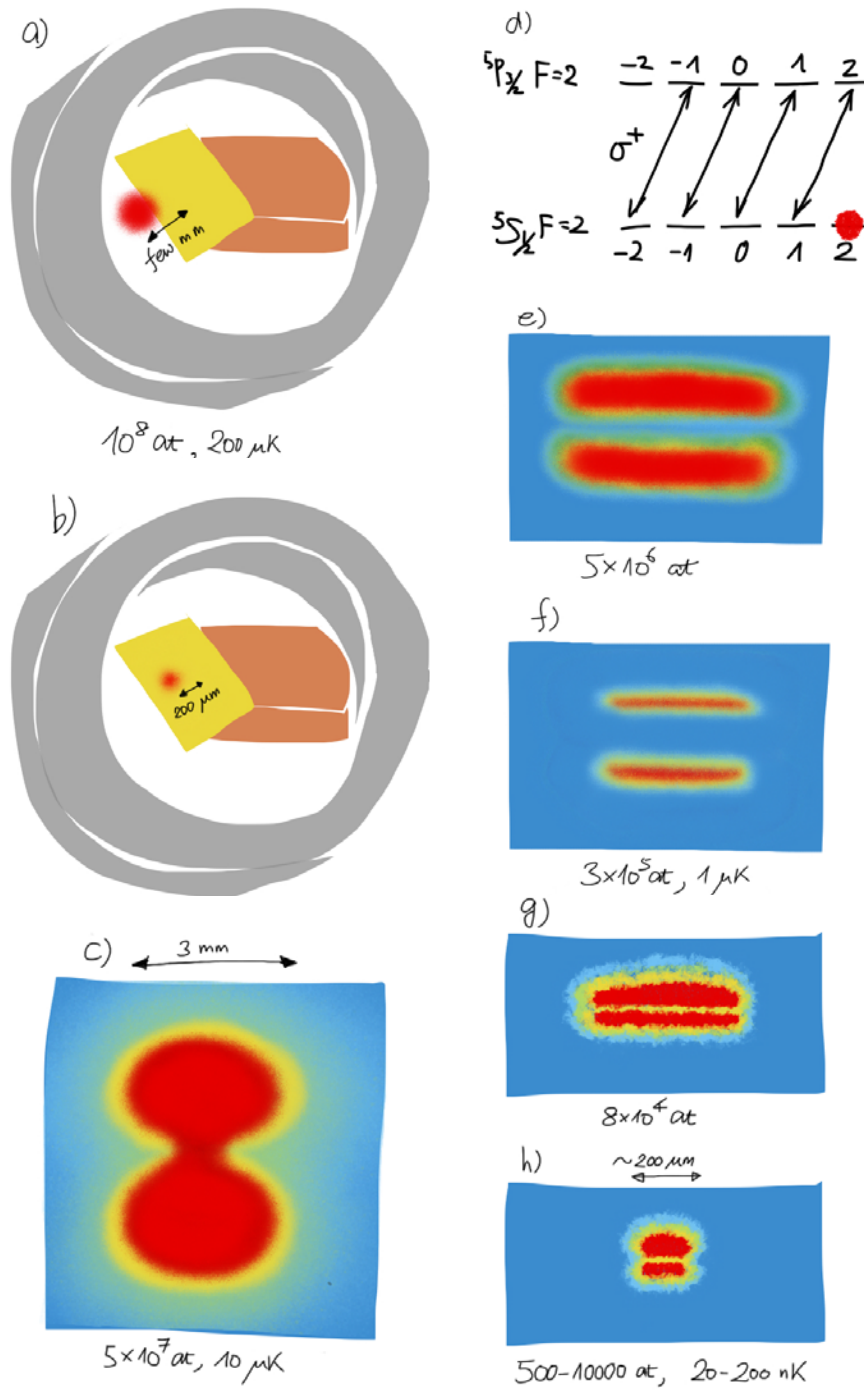 a)
few mm
10⁸ at, 200 µK
b)
200 µm
c)
3 mm
5×10⁷ at, 10 µK
d)
⁵P₃/₂ F=2 -2 -1 0 1 2
σ⁺
⁵S₁/₂ F=2 -2 -1 0 1 2
e)
5×10⁶ at
f)
3×10⁵ at, 1 µK
g)
8×10⁴ at
h)
~200 µm
500-10000 at, 20-200 nK